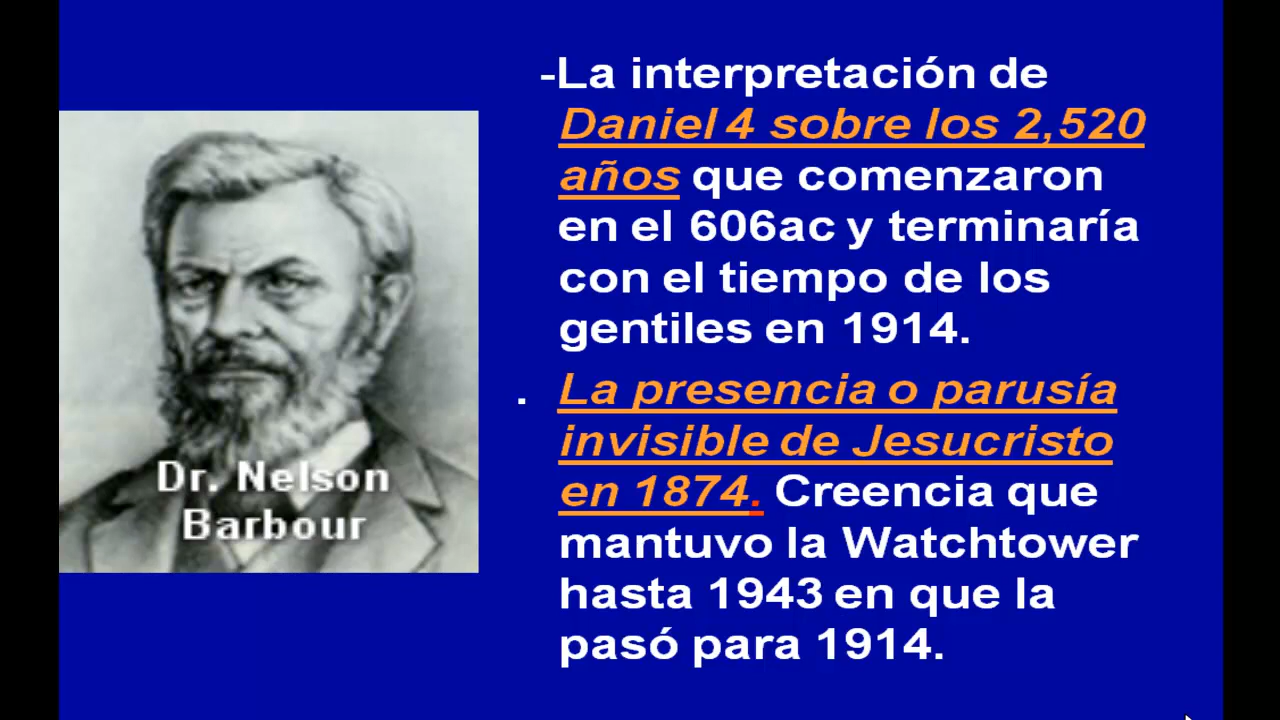 -La interpretación de
Daniel 4 sobre los 2,520
años que comenzaron
en el 606ac y terminaría
con el tiempo de los
gentiles en 1914.
. La presencia o parusía
invisible de Jesucristo
en 1874. Creencia que
mantuvo la Watchtower
hasta 1943 en que la
pasó para 1914.
Dr. Nelson
Barbour